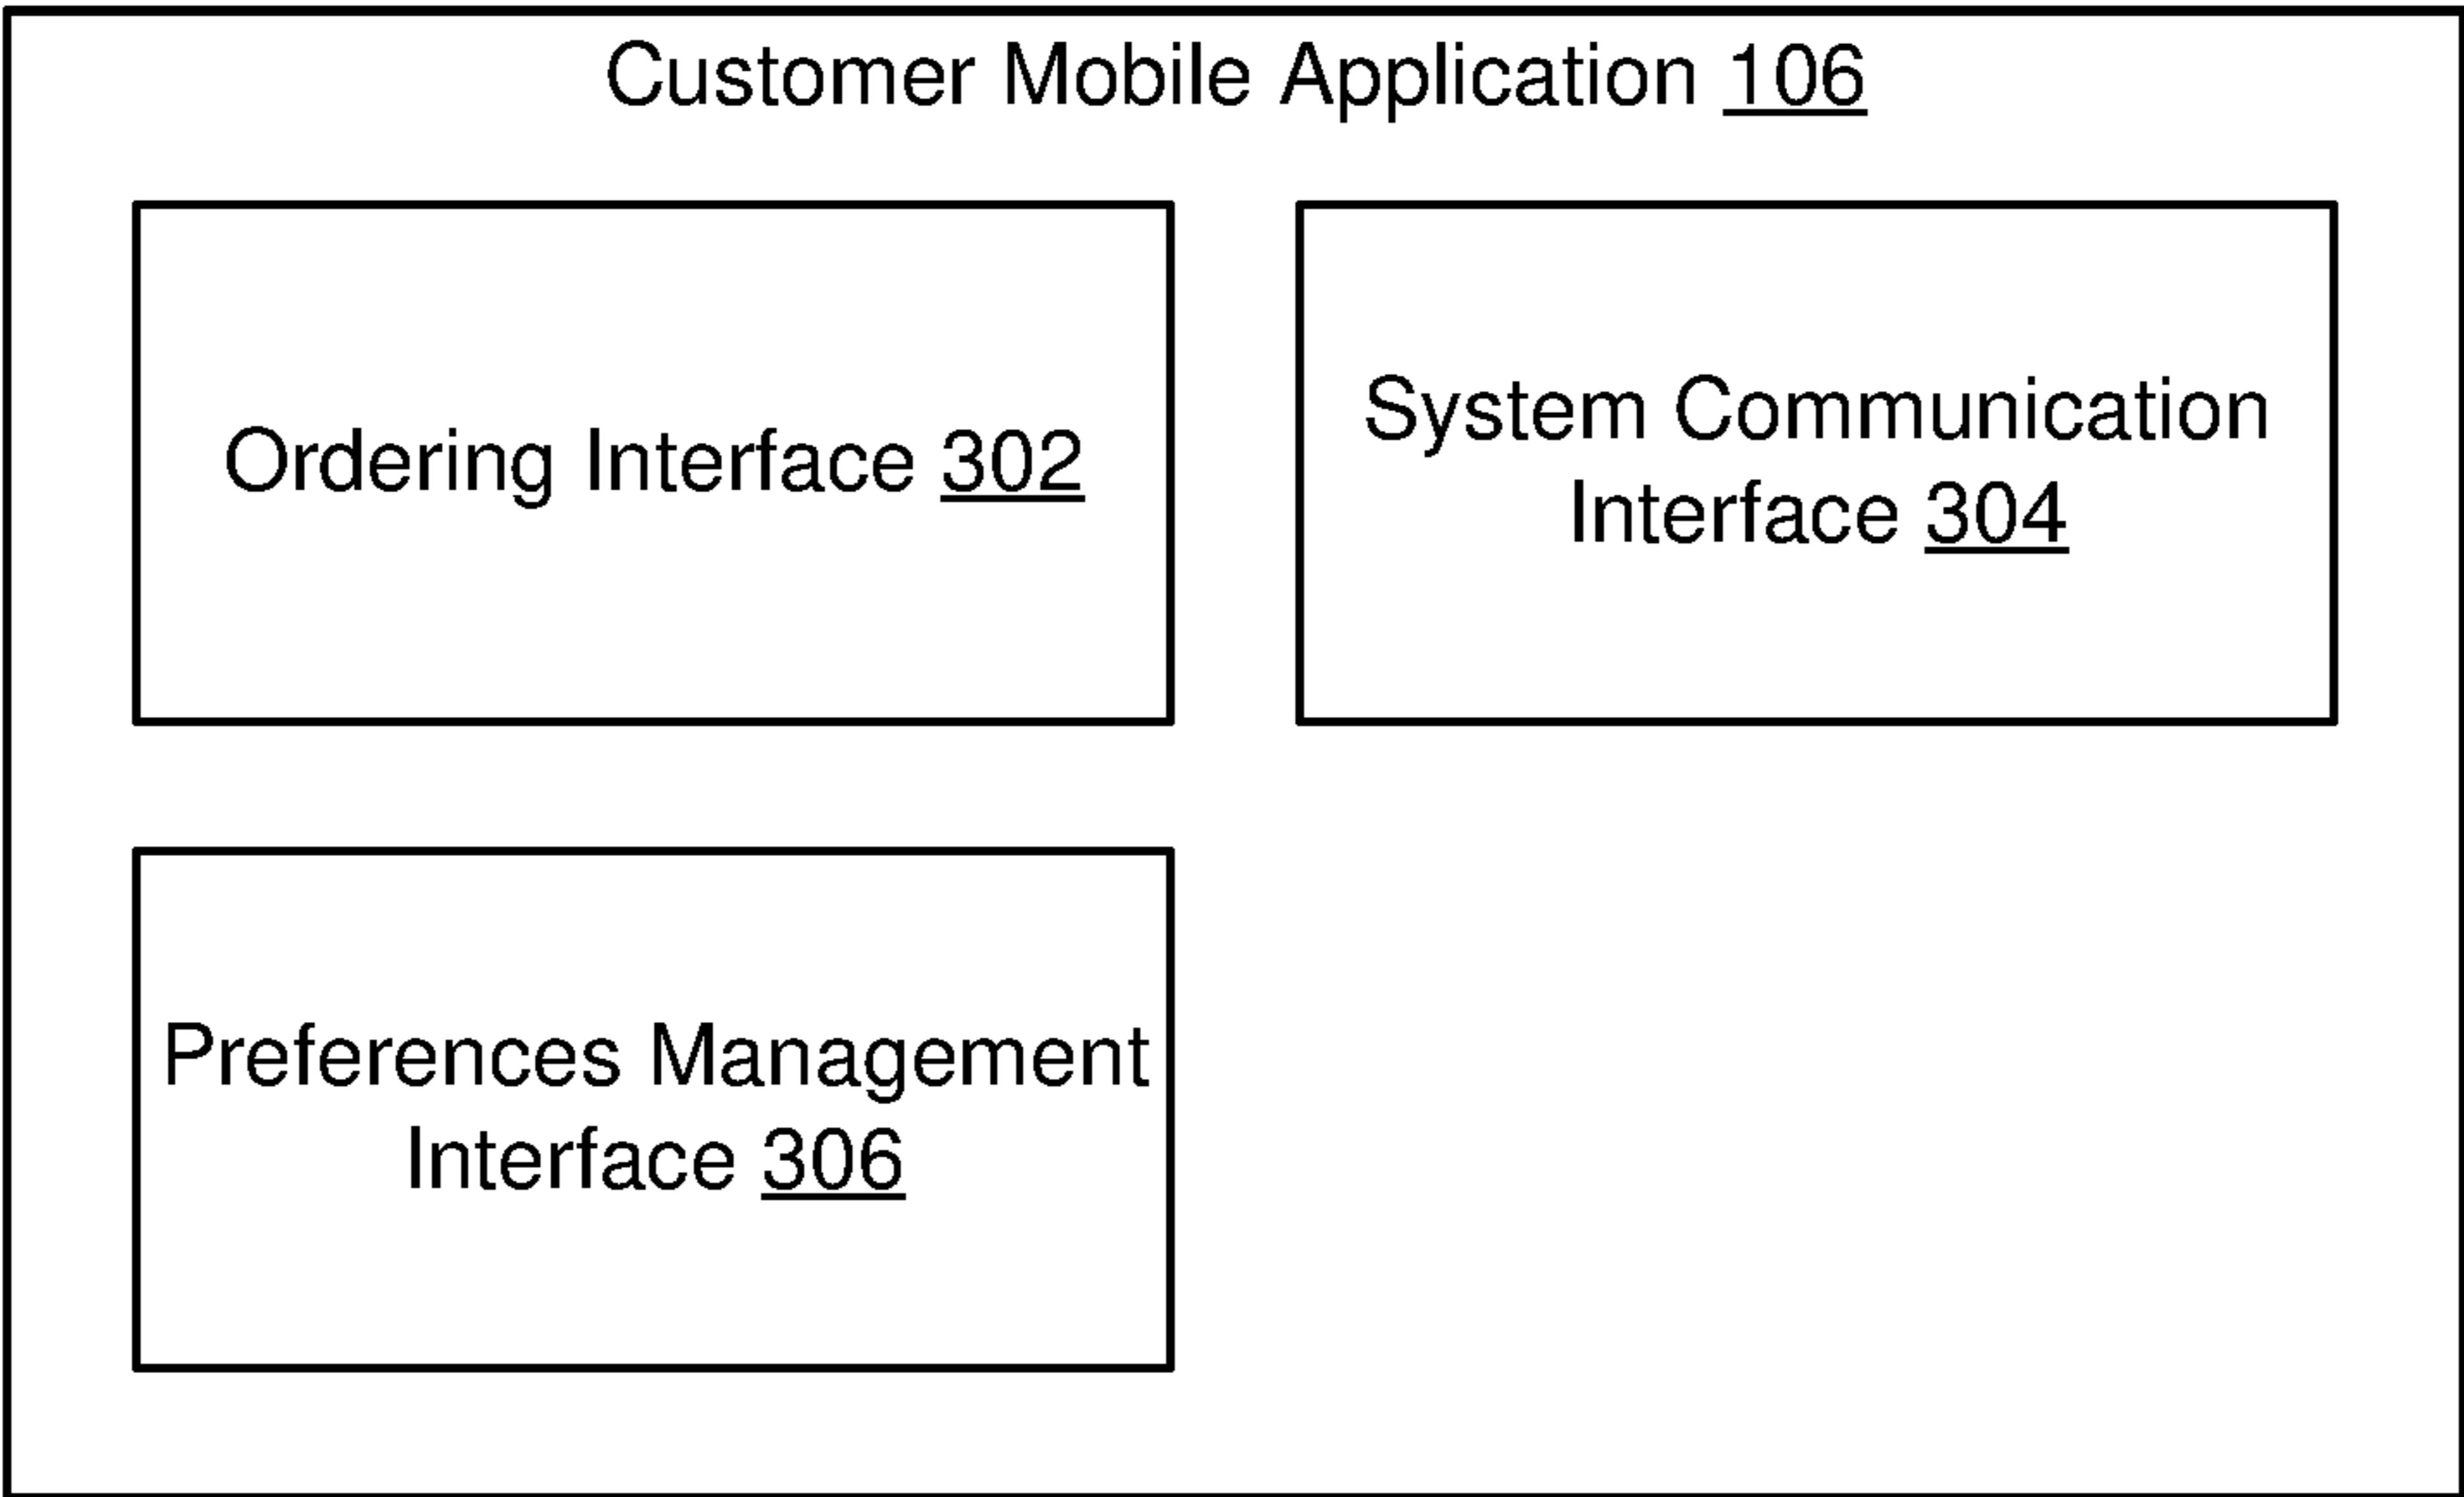 Customer Mobile Application 106
Ordering Interface 302
System Communication
Interface 304
Preferences Management
Interface 306